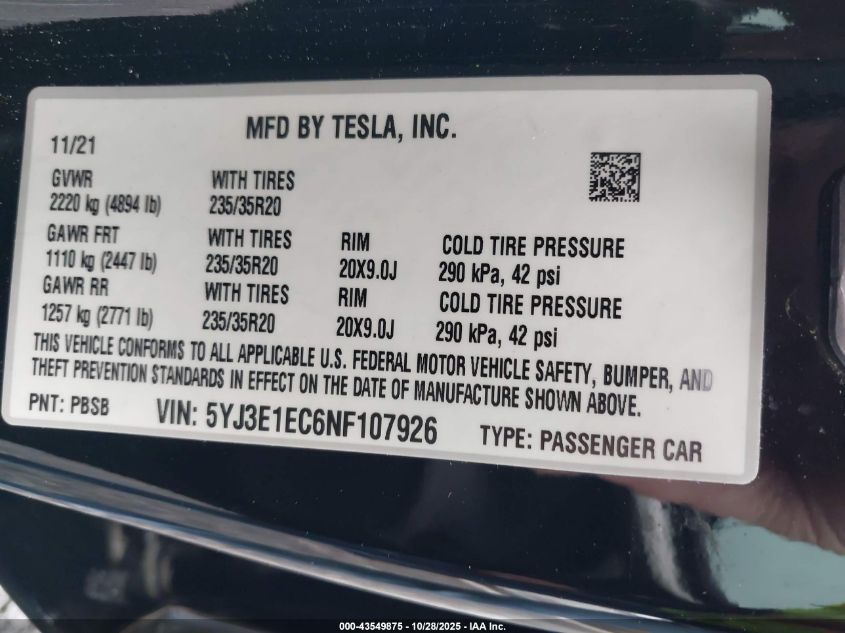 MFD BY TESLA, INC.
11/21
GVWR WITH TIRES
2220 kg (4894 lb) 235/35R20
GAWR FRT WITH TIRES RIM COLD TIRE PRESSURE
1110 kg (2447 lb) 235/35R20 20X9.0J 290 kPa, 42 psi
GAWR RR WITH TIRES RIM COLD TIRE PRESSURE
1257 kg (2771 lb) 235/35R20 20X9.0J 290 kPa, 42 psi
THIS VEHICLE CONFORMS TO ALL APPLICABLE U.S. FEDERAL MOTOR VEHICLE SAFETY, BUMPER, AND
THEFT PREVENTION STANDARDS IN EFFECT ON THE DATE OF MANUFACTURE SHOWN ABOVE.
PNT: PBSB VIN: 5YJ3E1EC6NF107926 TYPE: PASSENGER CAR
000-43549875 - 10/28/2025 - IAA Inc.